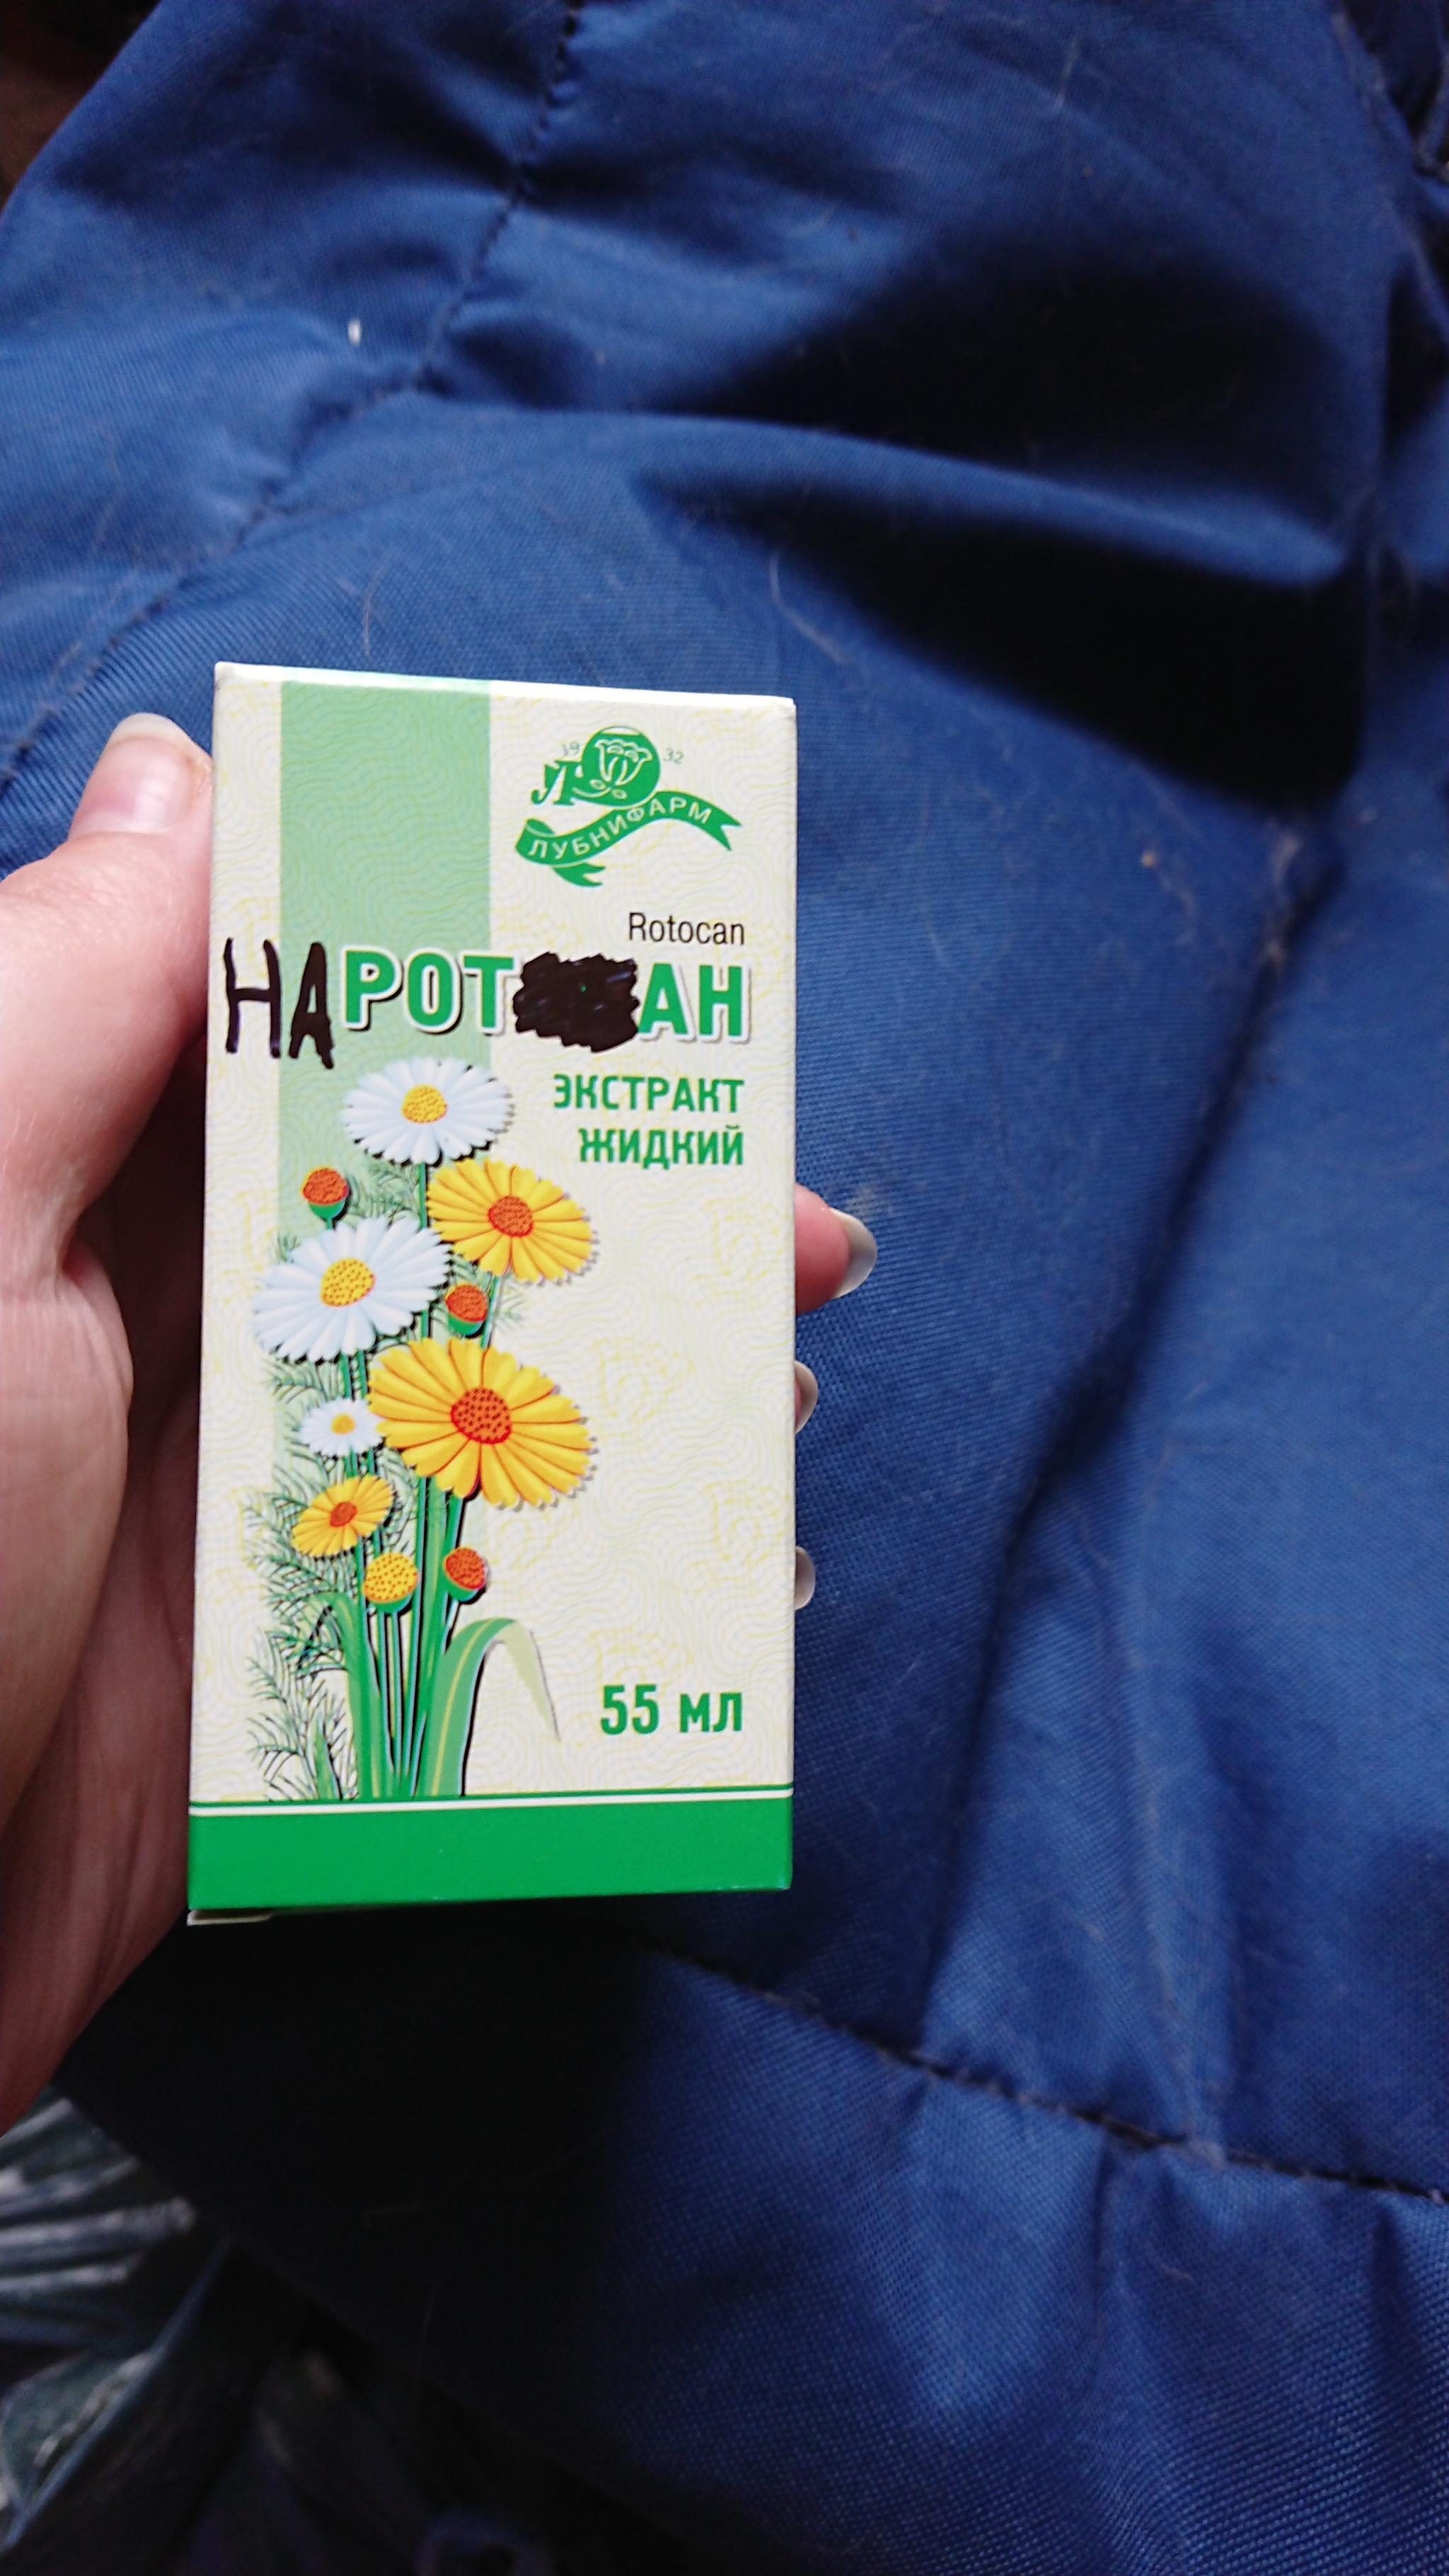 19 32
Л
ЛУБНИФАРМ
Rotocan
НАРОТ АН
ЭКСТРАКТ
ЖИДКИЙ
55 мл